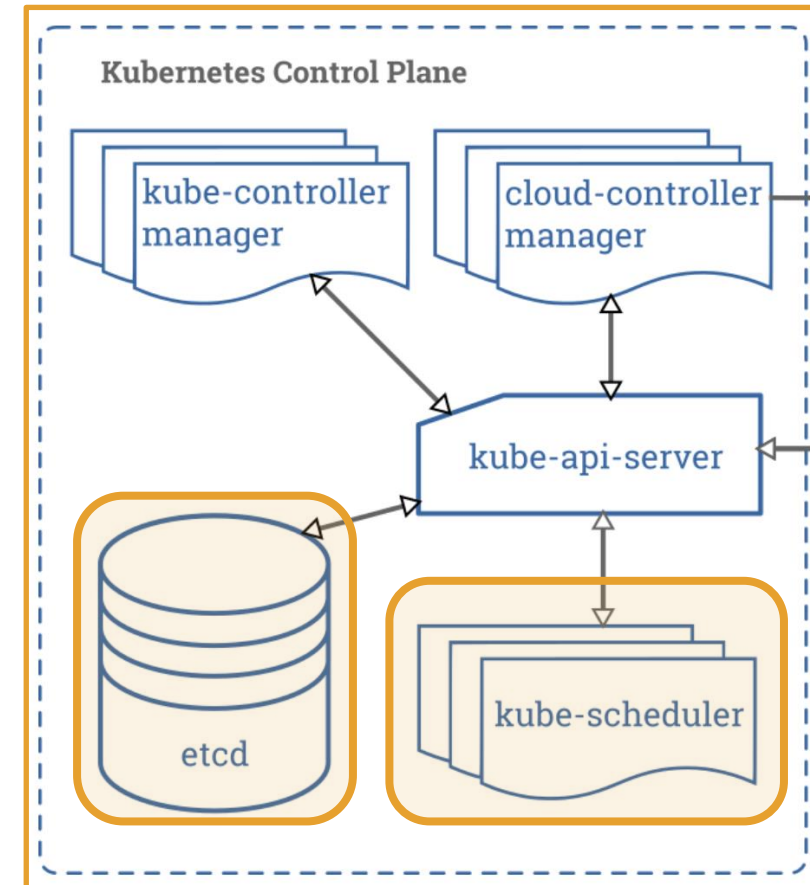 Kubernetes Control Plane
kube-controller
manager
cloud-controller
manager
kube-api-server
etcd
kube-scheduler